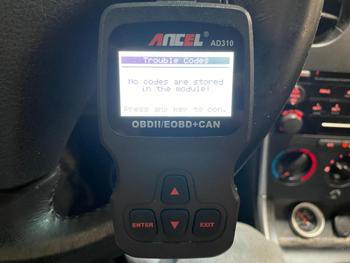 ANCEL AD310
Trouble Codes
No codes are stored
in the module!
Press any key to con.
OBDII/EOBD+CAN
ENTER
EXIT